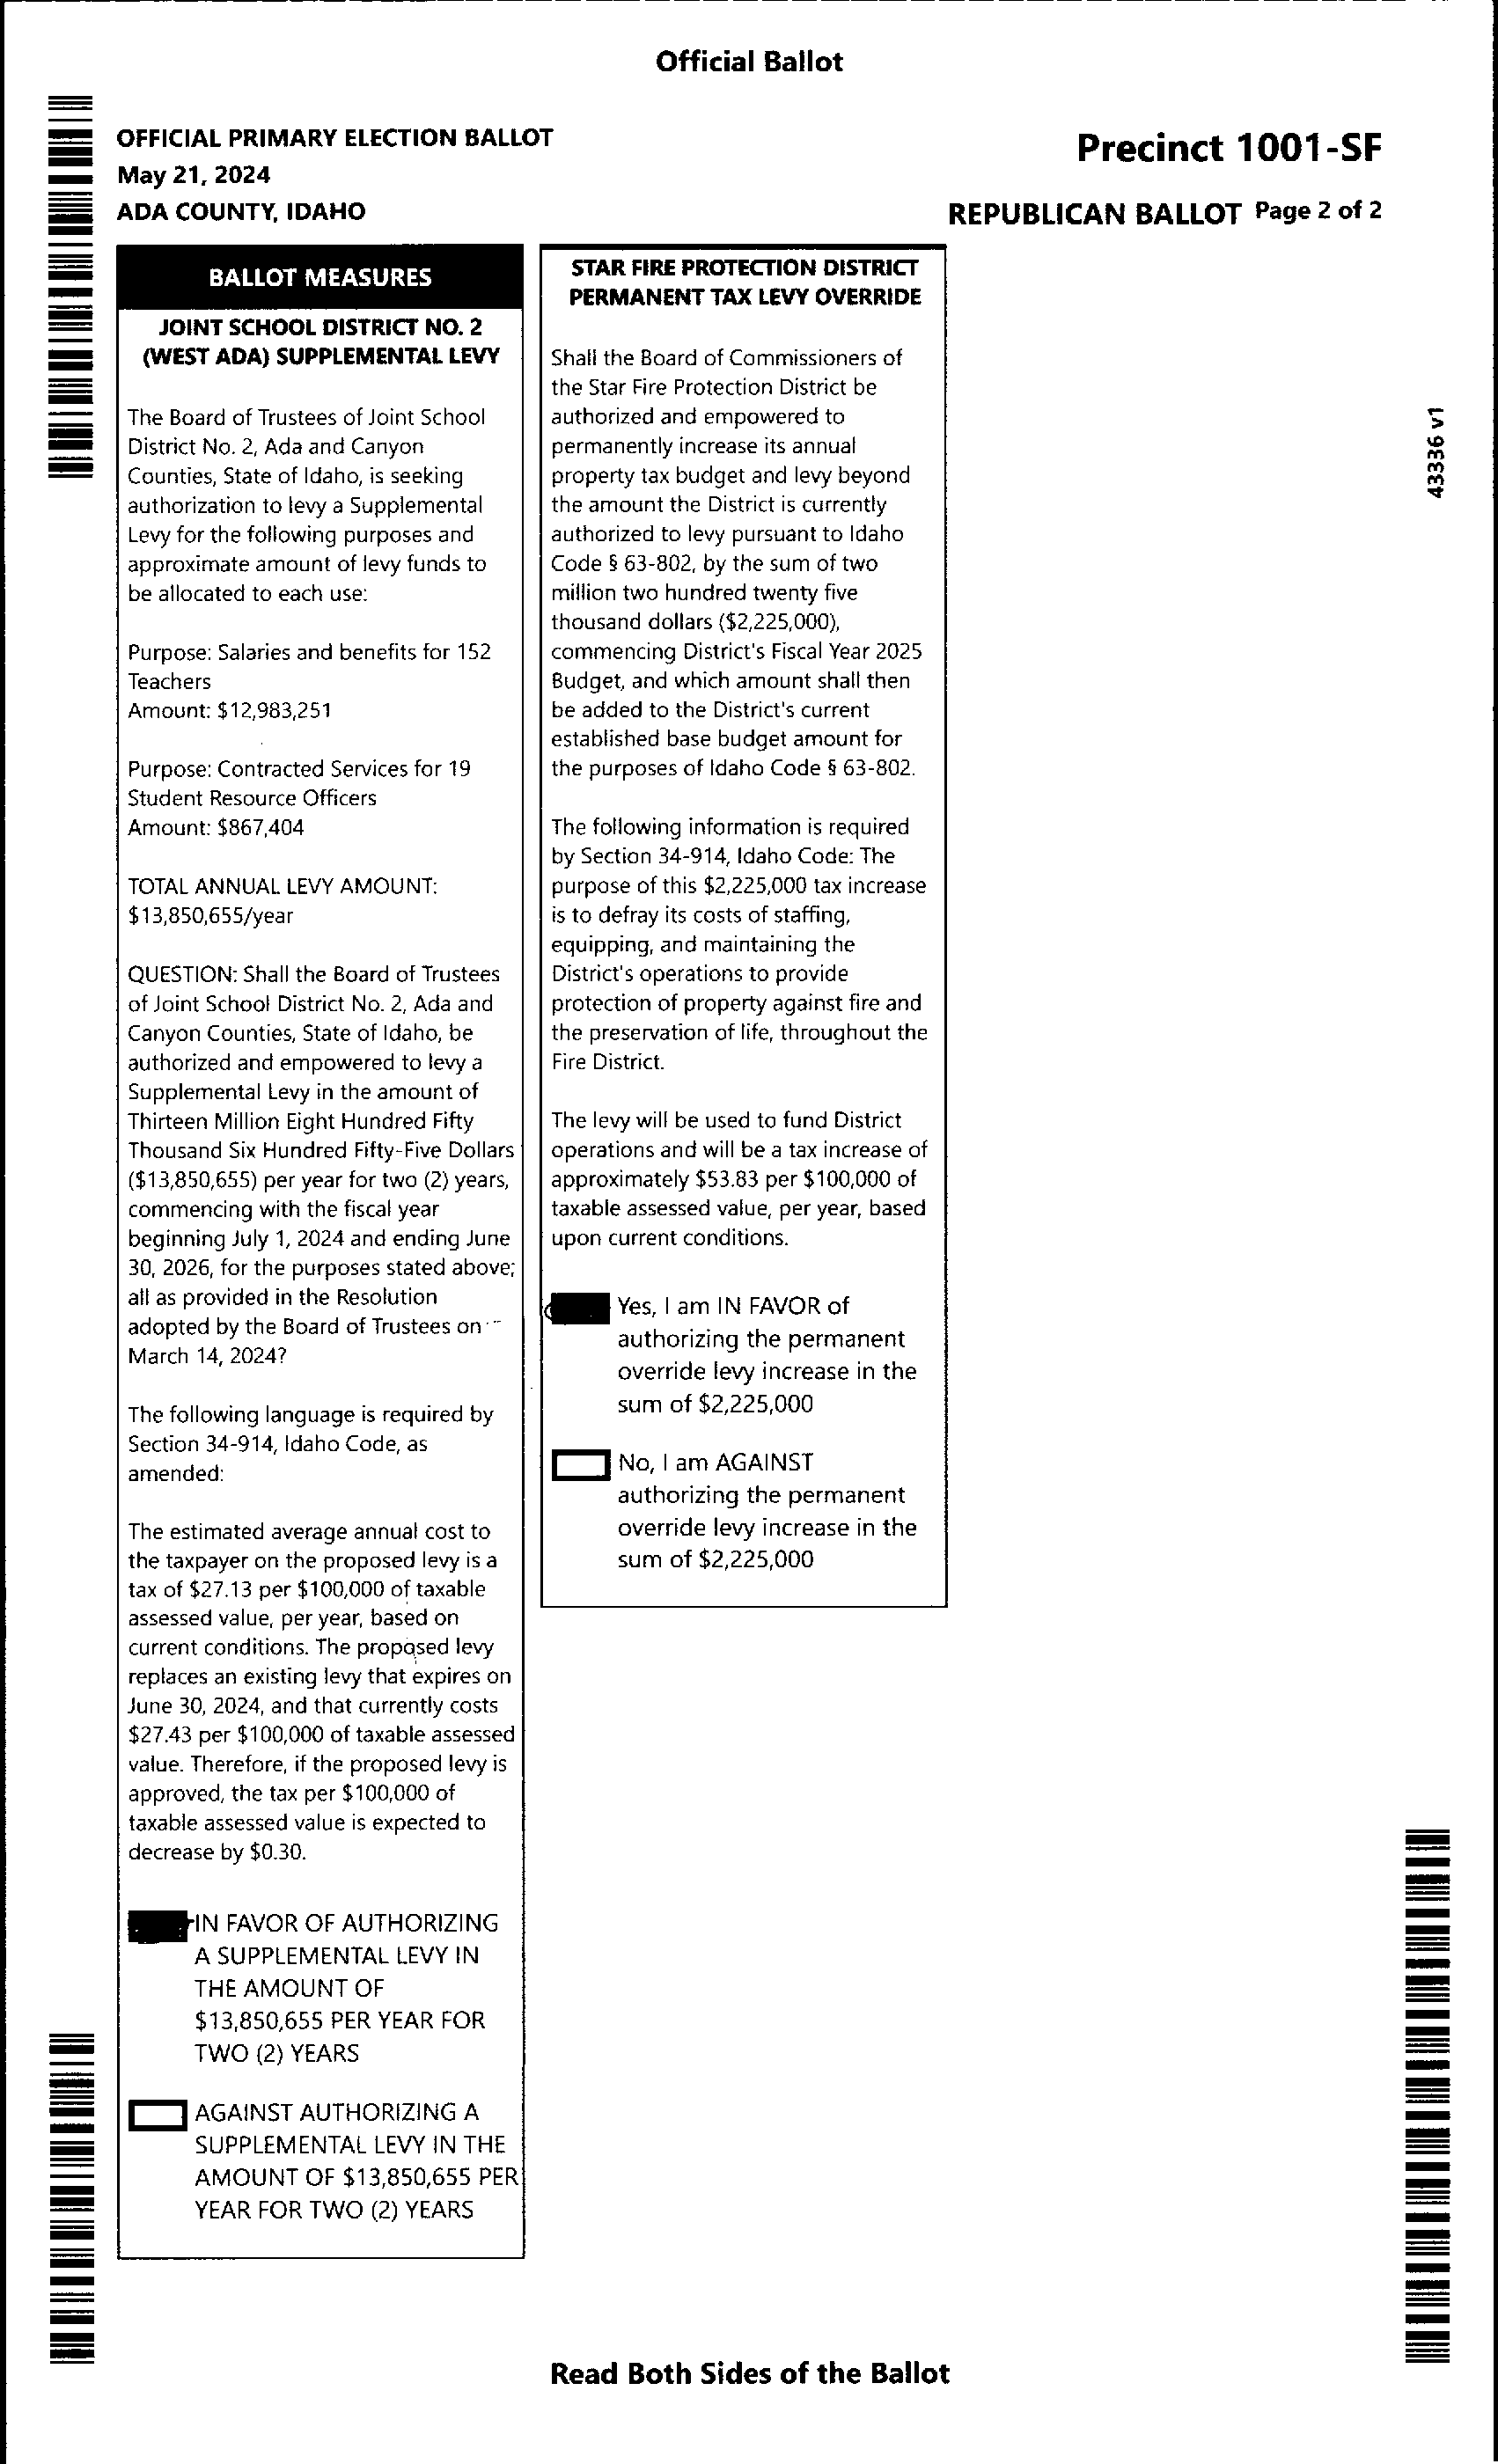 Official Ballot
OFFICIAL PRIMARY ELECTION BALLOT
May 21, 2024
ADA COUNTY, IDAHO
Precinct 1001-SF
REPUBLICAN BALLOT Page 2 of 2
BALLOT MEASURES
JOINT SCHOOL DISTRICT NO. 2
(WEST ADA) SUPPLEMENTAL LEVY
The Board of Trustees of Joint School
District No. 2, Ada and Canyon
Counties, State of Idaho, is seeking
authorization to levy a Supplemental
Levy for the following purposes and
approximate amount of levy funds to
be allocated to each use:
Purpose: Salaries and benefits for 152
Teachers
Amount: $12,983,251
Purpose: Contracted Services for 19
Student Resource Officers
Amount: $867,404
TOTAL ANNUAL LEVY AMOUNT:
$13,850,655/year
QUESTION: Shall the Board of Trustees
of Joint School District No. 2, Ada and
Canyon Counties, State of Idaho, be
authorized and empowered to levy a
Supplemental Levy in the amount of
Thirteen Million Eight Hundred Fifty
Thousand Six Hundred Fifty-Five Dollars
($13,850,655) per year for two (2) years,
commencing with the fiscal year
beginning July 1, 2024 and ending June
30, 2026, for the purposes stated above;
all as provided in the Resolution
adopted by the Board of Trustees on
March 14, 2024?
The following language is required by
Section 34-914, Idaho Code, as
amended:
The estimated average annual cost to
the taxpayer on the proposed levy is a
tax of $27.13 per $100,000 of taxable
assessed value, per year, based on
current conditions. The proposed levy
replaces an existing levy that expires on
June 30, 2024, and that currently costs
$27.43 per $100,000 of taxable assessed
value. Therefore, if the proposed levy is
approved, the tax per $100,000 of
taxable assessed value is expected to
decrease by $0.30.
IN FAVOR OF AUTHORIZING
A SUPPLEMENTAL LEVY IN
THE AMOUNT OF
$13,850,655 PER YEAR FOR
TWO (2) YEARS
AGAINST AUTHORIZING A
SUPPLEMENTAL LEVY IN THE
AMOUNT OF $13,850,655 PER
YEAR FOR TWO (2) YEARS
STAR FIRE PROTECTION DISTRICT
PERMANENT TAX LEVY OVERRIDE
Shall the Board of Commissioners of
the Star Fire Protection District be
authorized and empowered to
permanently increase its annual
property tax budget and levy beyond
the amount the District is currently
authorized to levy pursuant to Idaho
Code § 63-802, by the sum of two
million two hundred twenty five
thousand dollars ($2,225,000),
commencing District's Fiscal Year 2025
Budget, and which amount shall then
be added to the District's current
established base budget amount for
the purposes of Idaho Code § 63-802.
The following information is required
by Section 34-914, Idaho Code: The
purpose of this $2,225,000 tax increase
is to defray its costs of staffing,
equipping, and maintaining the
District's operations to provide
protection of property against fire and
the preservation of life, throughout the
Fire District.
The levy will be used to fund District
operations and will be a tax increase of
approximately $53.83 per $100,000 of
taxable assessed value, per year, based
upon current conditions.
Yes, I am IN FAVOR of
authorizing the permanent
override levy increase in the
sum of $2,225,000
No, I am AGAINST
authorizing the permanent
override levy increase in the
sum of $2,225,000
43336 v1
Read Both Sides of the Ballot